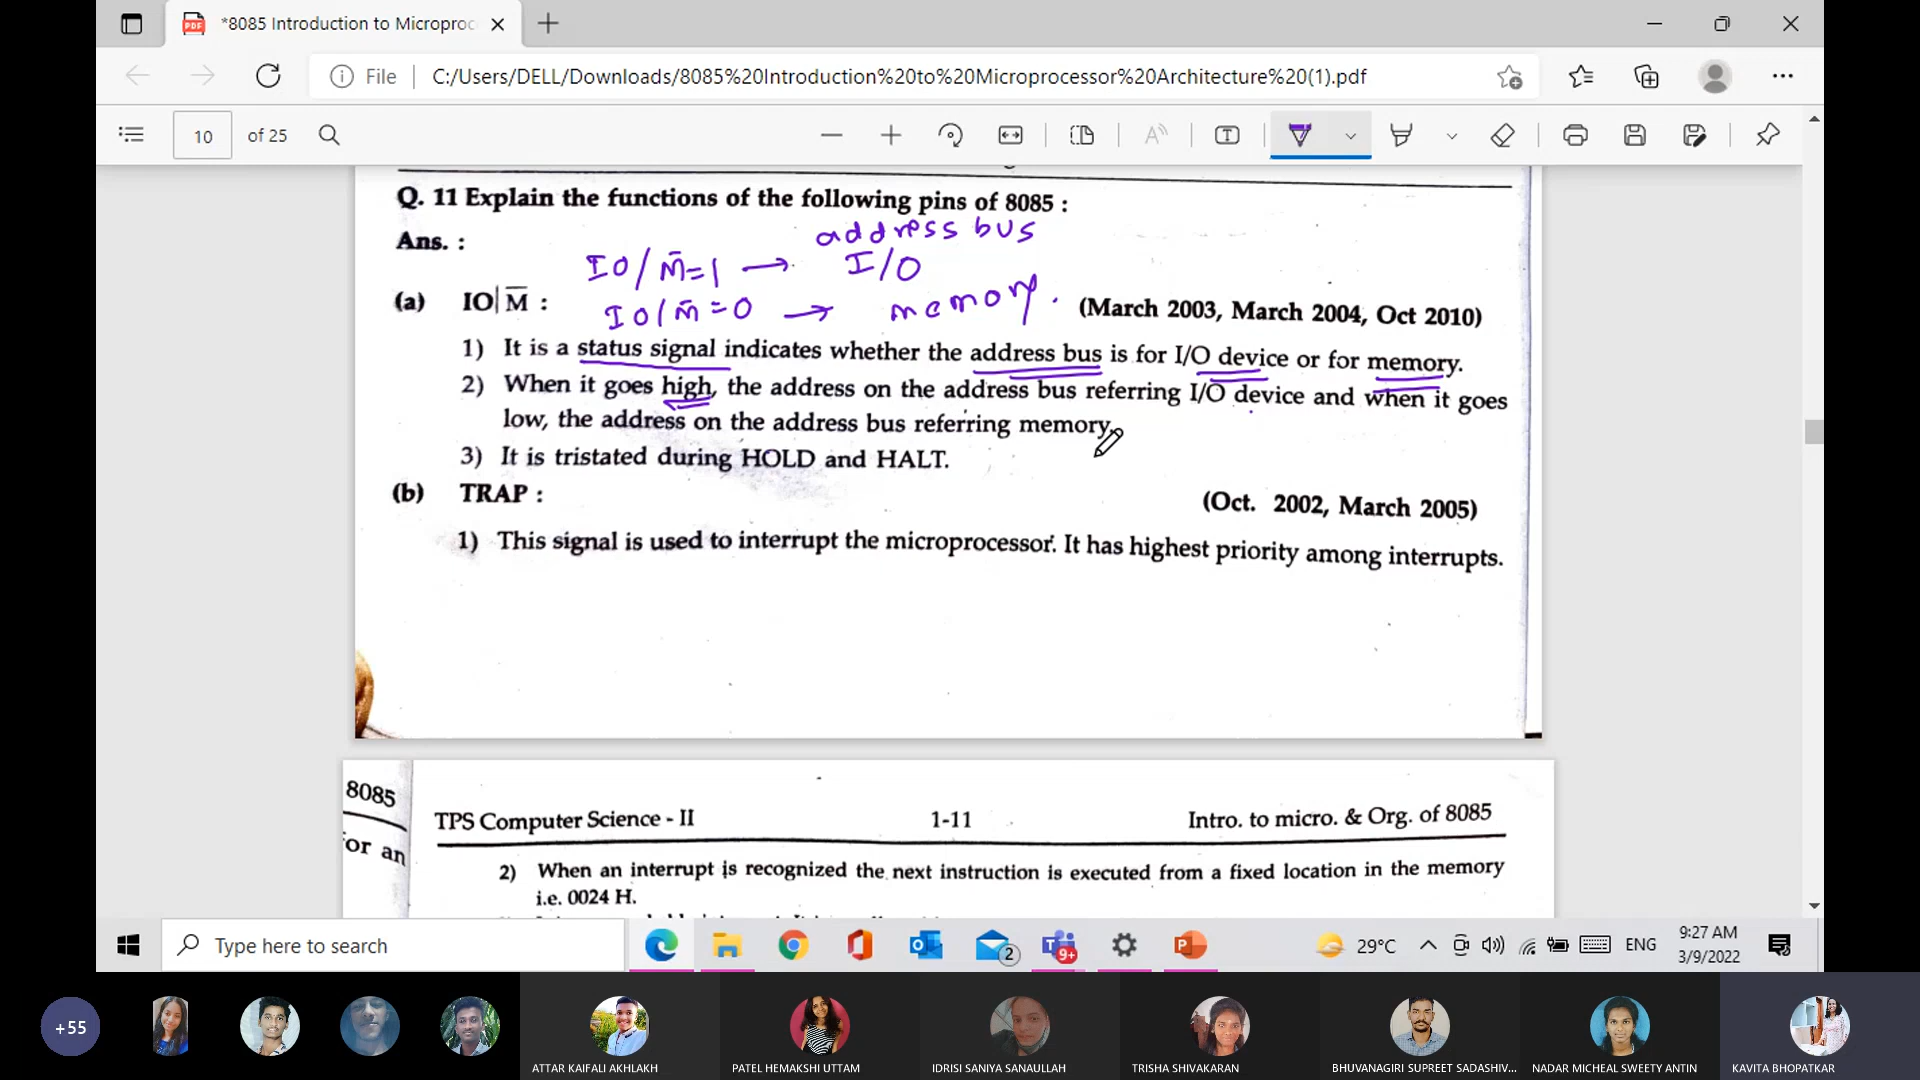 *8085 Introduction to Microproc
File
C:/Users/DELL/Downloads/8085%20Introduction%20to%20Microprocessor%20Architecture%20(1).pdf
10 of 25
Q. 11 Explain the functions of the following pins of 8085 :
address bus
Ans. :
IO/M̅=1 → I/O
(a) IO|M̅ :
IO/M̅=0 → memory.
(March 2003, March 2004, Oct 2010)
1) It is a status signal indicates whether the address bus is for I/O device or for memory.
2) When it goes high, the address on the address bus referring I/O device and when it goes
low, the address on the address bus referring memory.
3) It is tristated during HOLD and HALT.
(b) TRAP :
(Oct. 2002, March 2005)
1) This signal is used to interrupt the microprocessor. It has highest priority among interrupts.
8085
or an
TPS Computer Science - II 1-11 Intro. to micro. & Org. of 8085
2) When an interrupt is recognized the next instruction is executed from a fixed location in the memory
i.e. 0024 H.
Type here to search
2
9+
29°C
ENG
9:27 AM
3/9/2022
+55
ATTAR KAIFALI AKHLAKH
PATEL HEMAKSHI UTTAM
IDRISI SANIYA SANAULLAH
TRISHA SHIVAKARAN
BHUVANAGIRI SUPREET SADASHIV...
NADAR MICHEAL SWEETY ANTIN
KAVITA BHOPATKAR